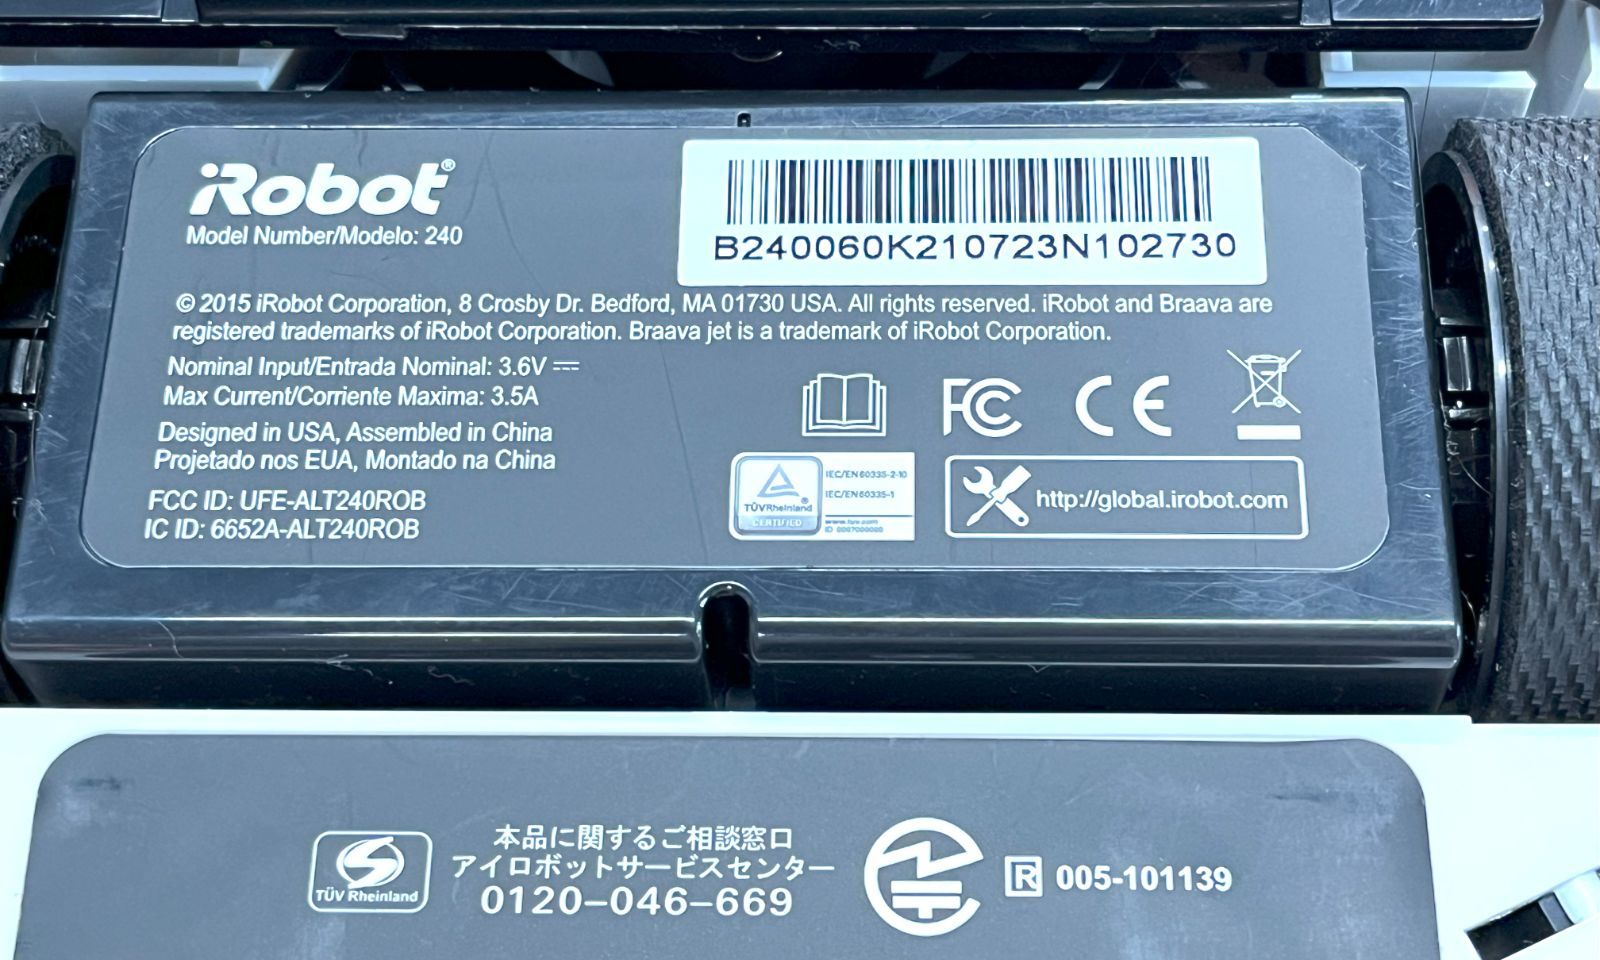 iRobot®
Model Number/Modelo: 240
B240060K210723N102730
© 2015 iRobot Corporation, 8 Crosby Dr. Bedford, MA 01730 USA. All rights reserved. iRobot and Braava are
registered trademarks of iRobot Corporation. Braava jet is a trademark of iRobot Corporation.
Nominal Input/Entrada Nominal: 3.6V
Max Current/Corriente Maxima: 3.5A
Designed in USA, Assembled in China
Projetado nos EUA, Montado na China
FCC ID: UFE-ALT240ROB
IC ID: 6652A-ALT240ROB
FC CE
TÜVRheinland®
CERTIFIED
IEC/EN 60335-2-10
IEC/EN 60335-1
http://global.irobot.com
TÜV Rheinland
本品に関するご相談窓口
アイロボットサービスセンター
0120-046-669
R 005-101139